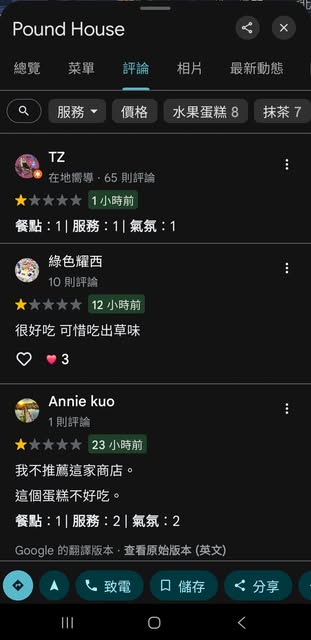 Pound House
總覽 菜單 評論 相片 最新動態
服務 價格 水果蛋糕 8 抹茶 7
TZ
在地嚮導 · 65 則評論
1 小時前
餐點：1 | 服務：1 | 氣氛：1
綠色耀西
10 則評論
12 小時前
很好吃 可惜吃出草味
3
Annie kuo
1 則評論
23 小時前
我不推薦這家商店。
這個蛋糕不好吃。
餐點：1 | 服務：2 | 氣氛：2
Google 的翻譯版本 · 查看原始版本 (英文)
致電 儲存 分享